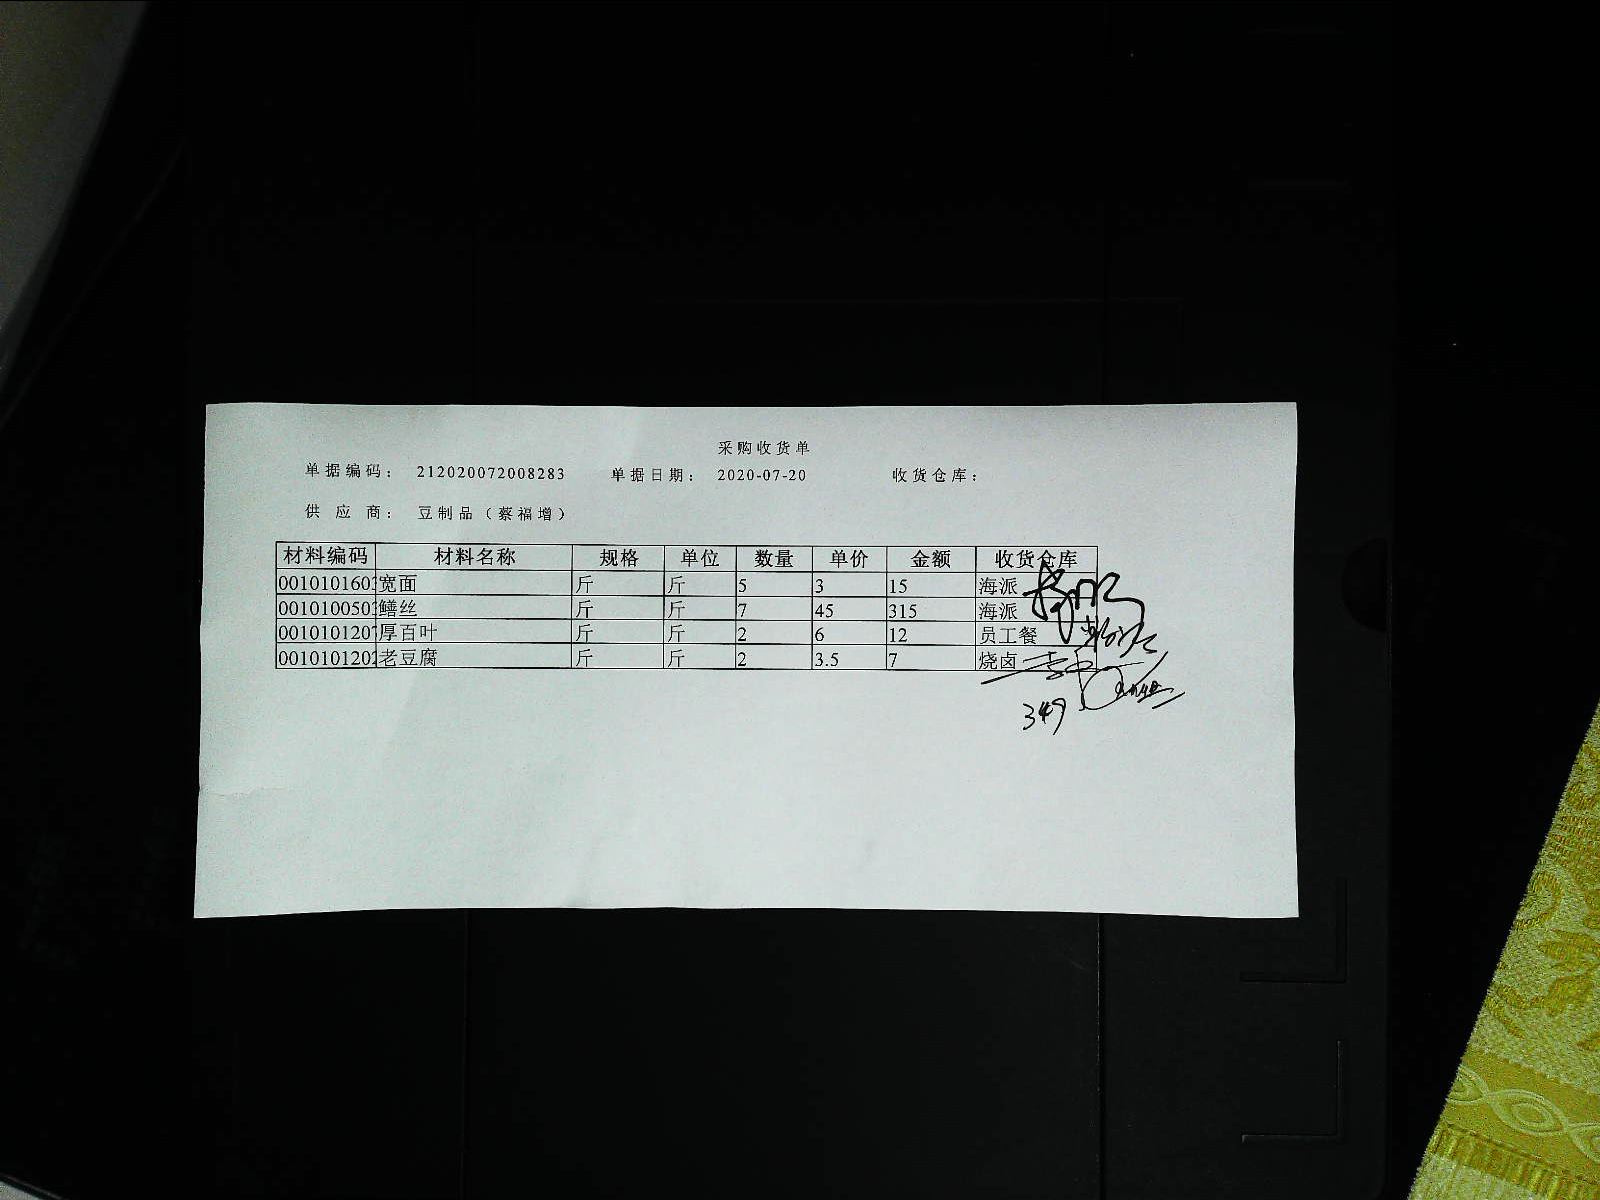 采购收货单
单据编码： 212020072008283 单据日期： 2020-07-20 收货仓库：
供 应 商： 豆制品（蔡福增）
材料编码 材料名称 规格 单位 数量 单价 金额 收货仓库
0010101603 宽面 斤 斤 5 3 15 海派
0010100503 鳝丝 斤 斤 7 45 315 海派
001010120 厚百叶 斤 斤 2 6 12 员工餐
0010101202 老豆腐 斤 斤 2 3.5 7 烧卤
349